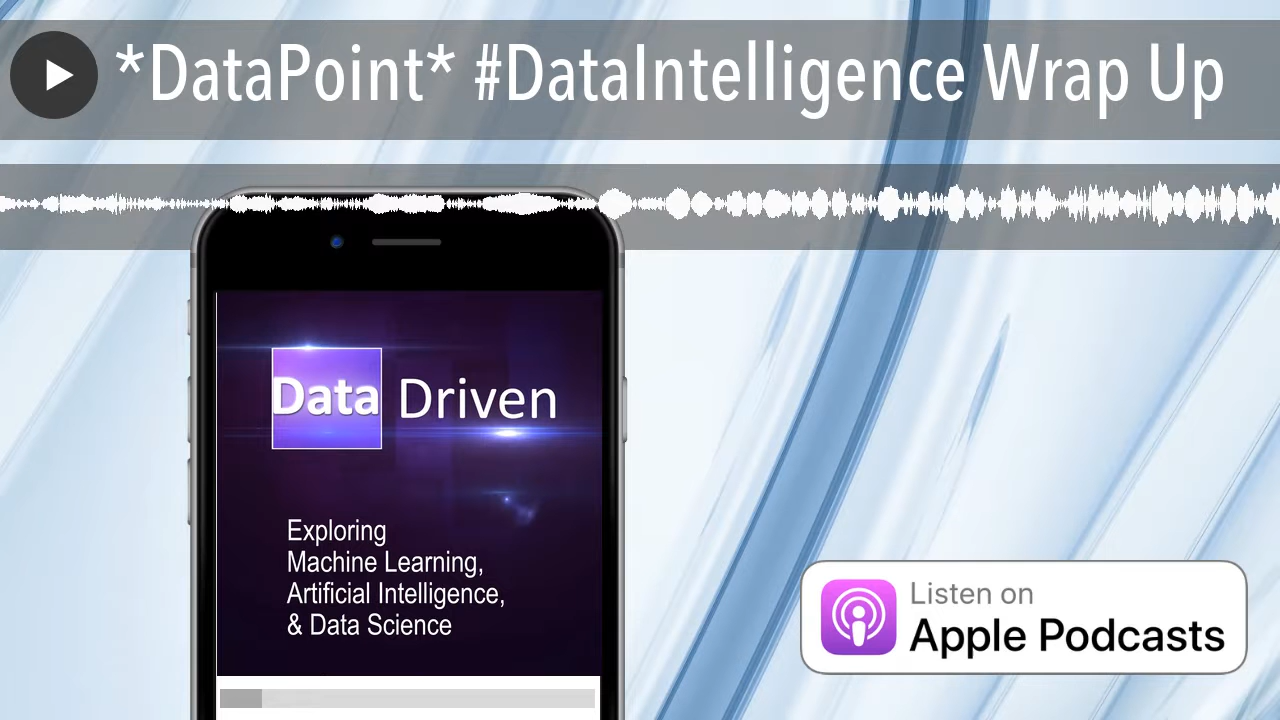 *DataPoint* #DataIntelligence Wrap Up
Data Driven
Exploring
Machine Learning,
Artificial Intelligence,
& Data Science
Listen on
Apple Podcasts